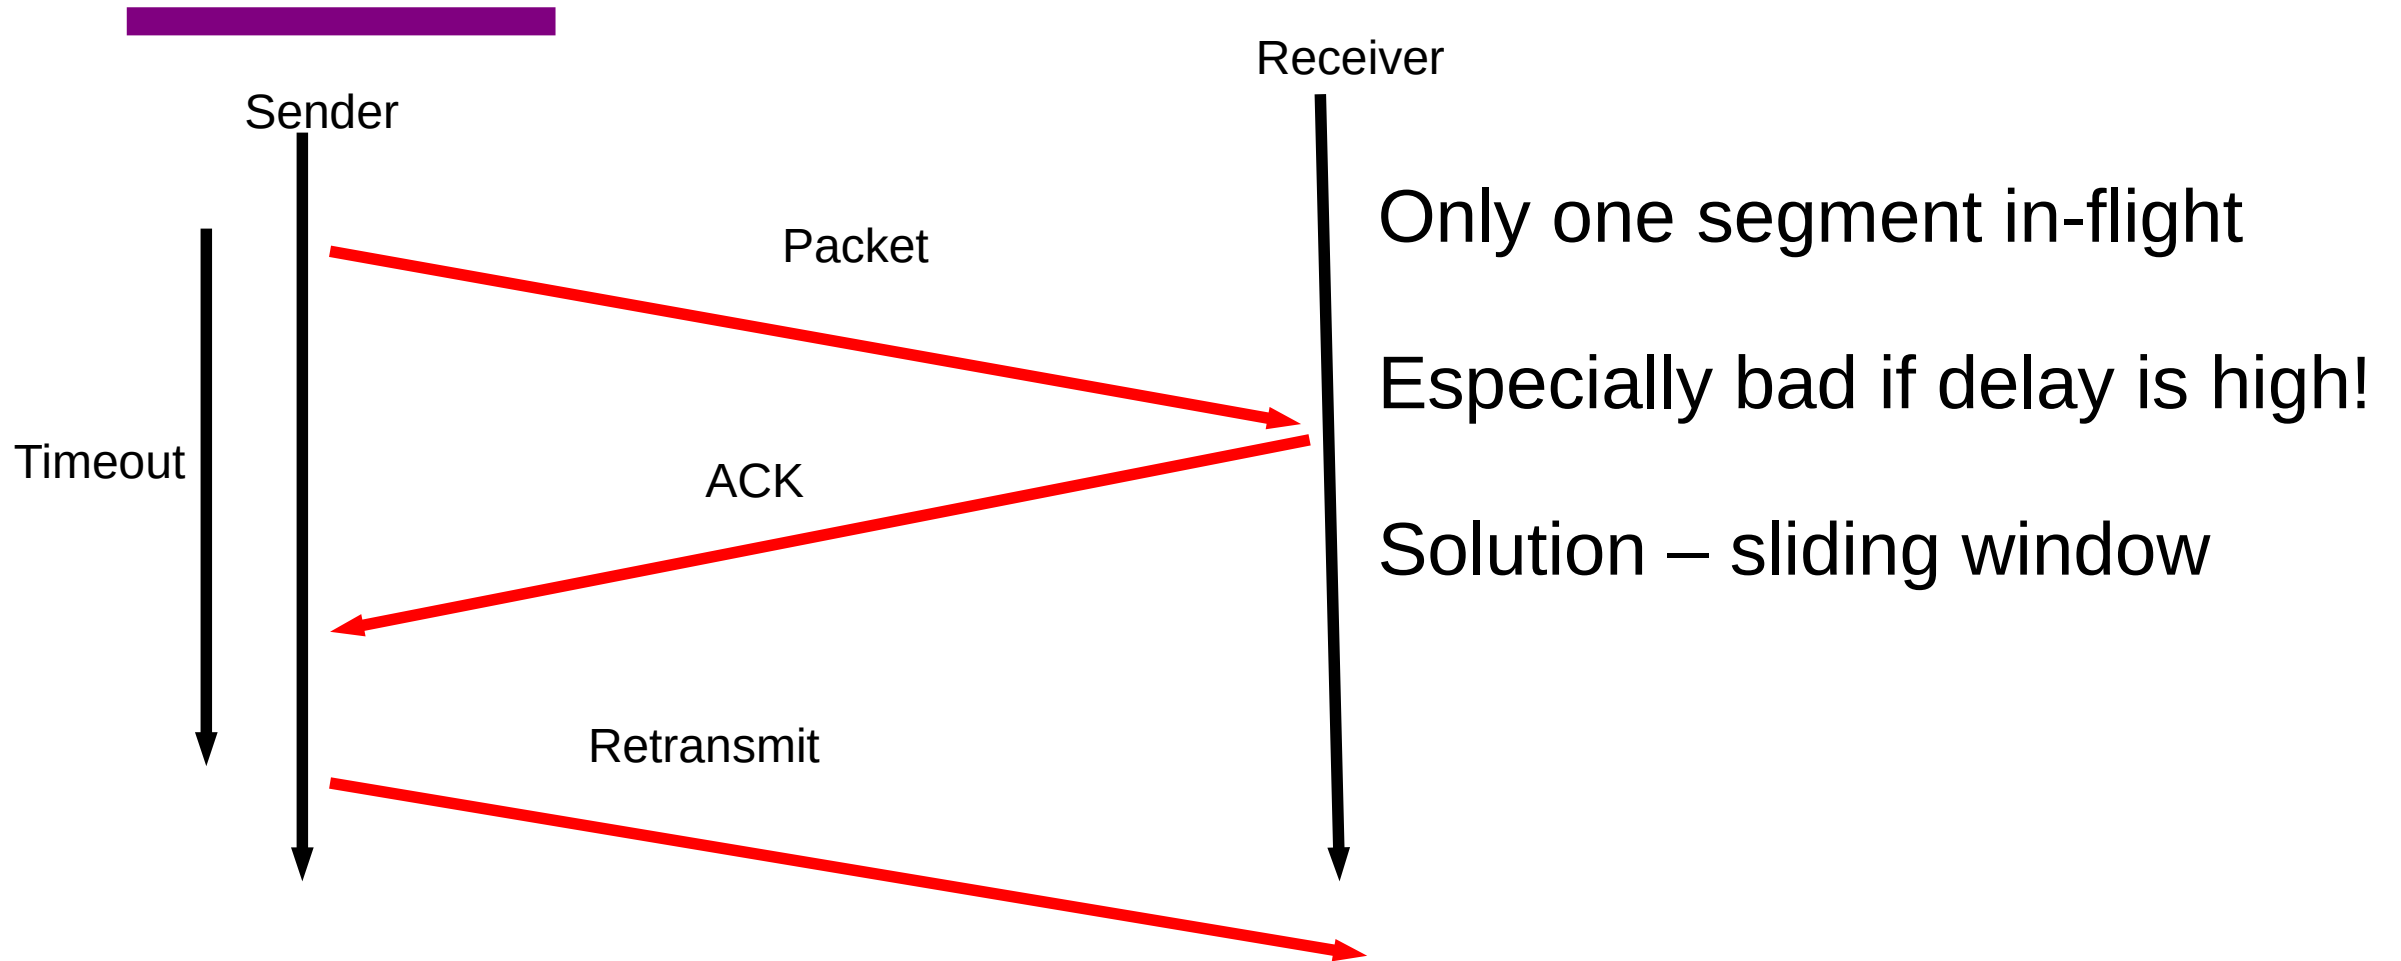 Receiver
Sender
Only one segment in-flight
Packet
Especially bad if delay is high!
Timeout
ACK
Solution – sliding window
Retransmit